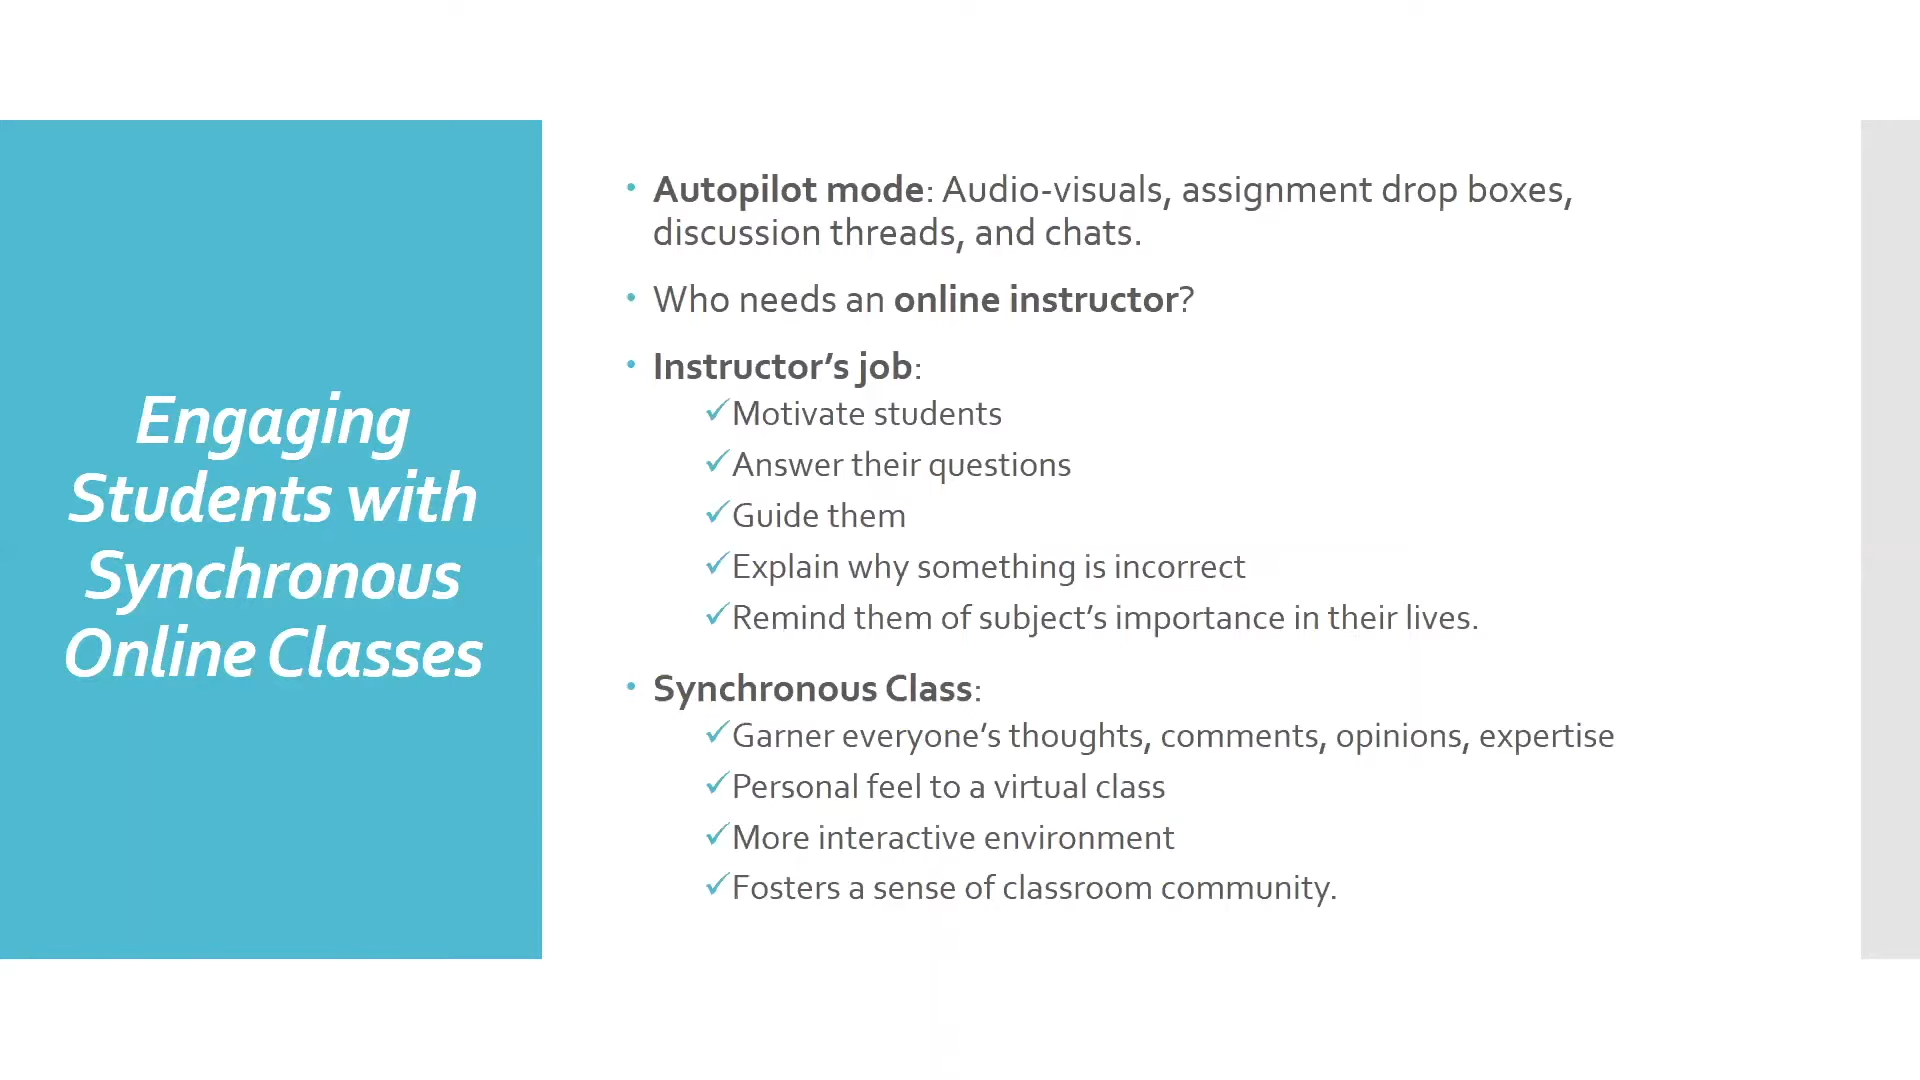 Engaging
Students with
Synchronous
Online Classes
• Autopilot mode: Audio-visuals, assignment drop boxes,
discussion threads, and chats.
• Who needs an online instructor?
• Instructor’s job:
✓Motivate students
✓Answer their questions
✓Guide them
✓Explain why something is incorrect
✓Remind them of subject’s importance in their lives.
• Synchronous Class:
✓Garner everyone’s thoughts, comments, opinions, expertise
✓Personal feel to a virtual class
✓More interactive environment
✓Fosters a sense of classroom community.